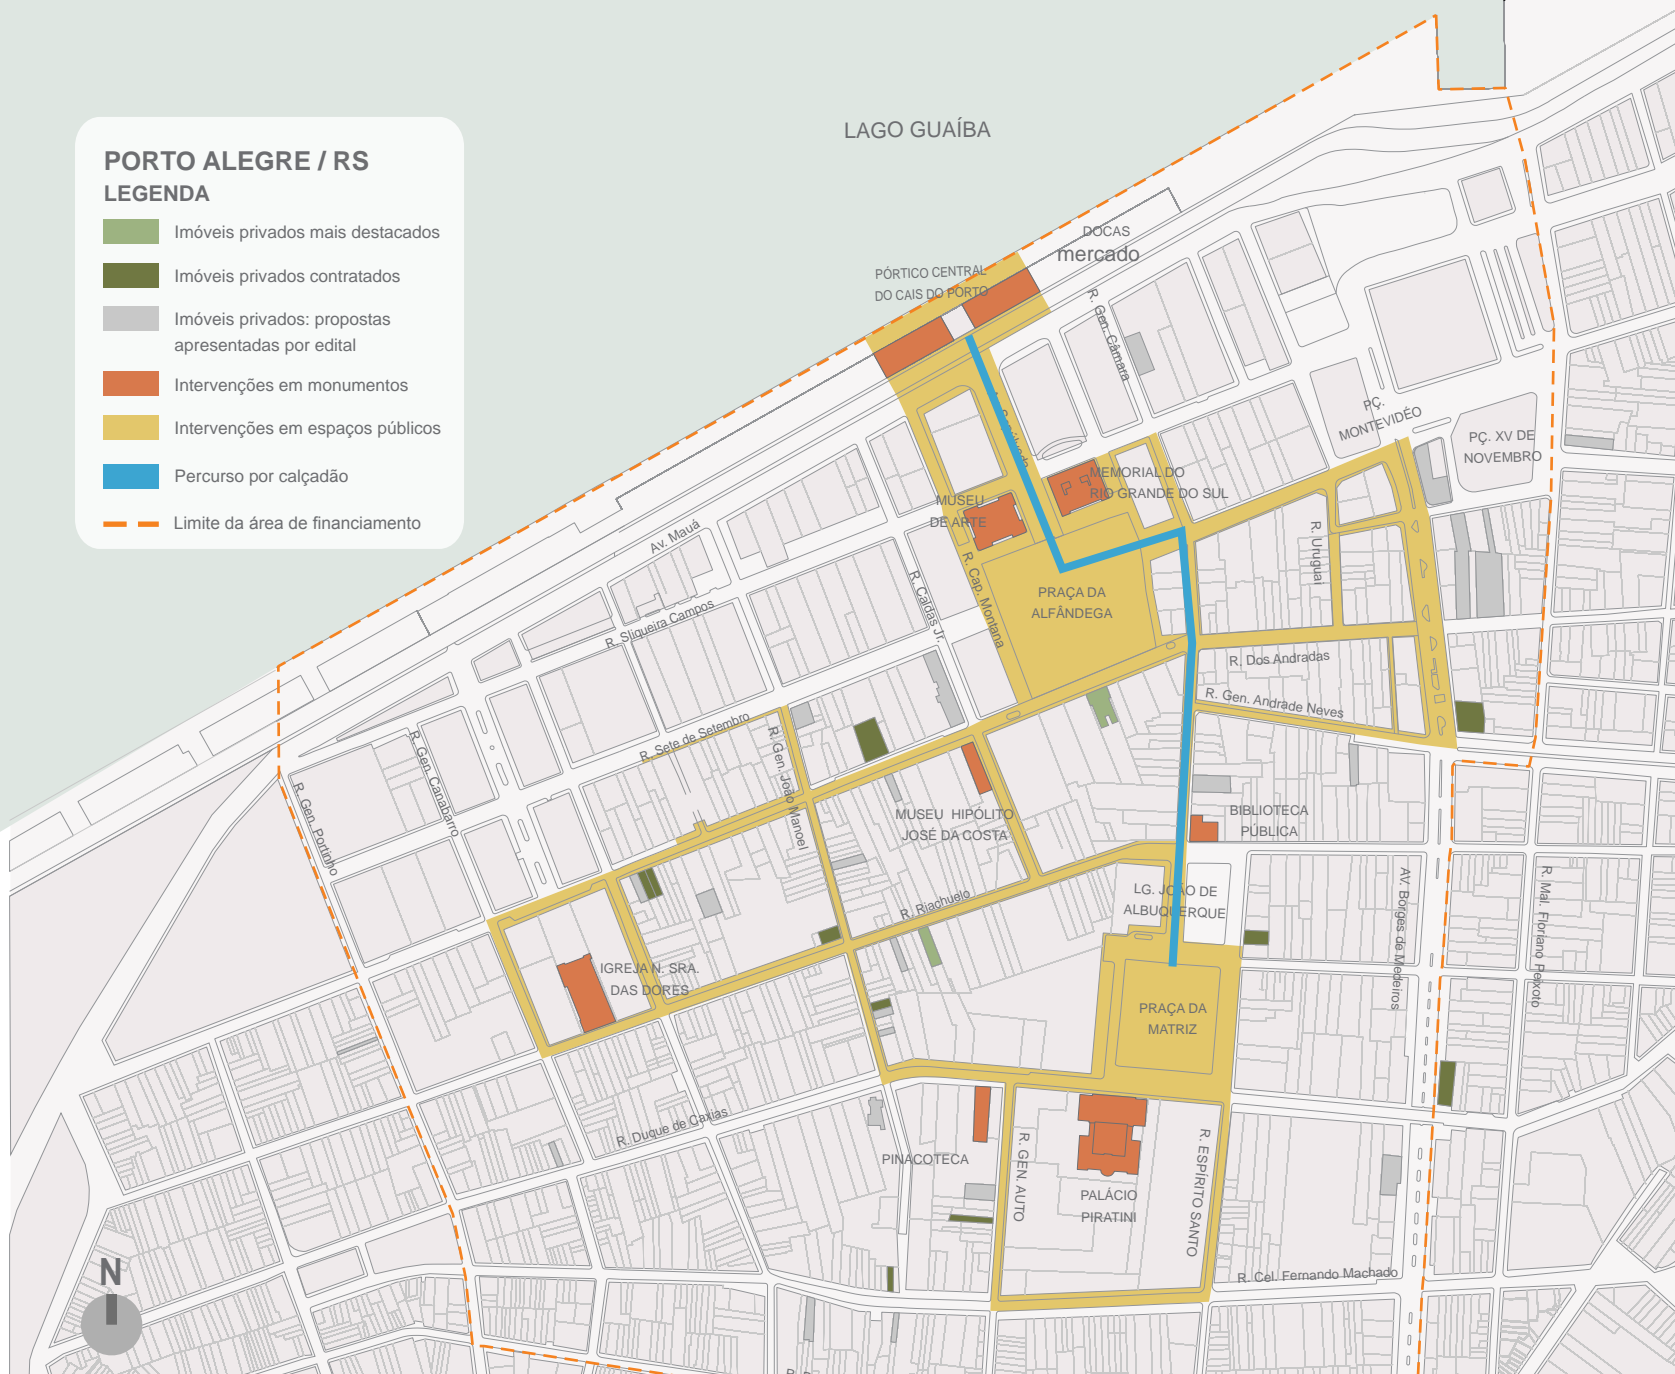 LAGO GUAÍBA
PORTO ALEGRE / RS
LEGENDA
Imóveis privados mais destacados
Imóveis privados contratados
Imóveis privados: propostas
apresentadas por edital
Intervenções em monumentos
Intervenções em espaços públicos
Percurso por calçadão
Limite da área de financiamento
DOCAS
mercado
PÓRTICO CENTRAL
DO CAIS DO PORTO
R. Gen. Câmara
PÇ.
MONTEVIDÉO
PÇ. XV DE
NOVEMBRO
MEMORIAL DO
RIO GRANDE DO SUL
MUSEU
DE ARTE
Av. Mauá
R. Uruguai
R. Cap. Montana
R. Caldas Jr.
PRAÇA DA
ALFÂNDEGA
R. Sliqueira Campos
R. Dos Andradas
R. Gen. Andrade Neves
R. Sete de Setembro
R. Gen. João Manoel
R. Gen. Canabarro
R. Gen. Portinho
MUSEU HIPÓLITO
JOSÉ DA COSTA
BIBLIOTECA
PÚBLICA
R. Riachuelo
LG. JOÃO DE
ALBUQUERQUE
AV. Borges de Medeiros
R. Mal. Floriano Peixoto
IGREJA N. SRA.
DAS DORES
PRAÇA DA
MATRIZ
R. Duque de Caxias
PINACOTECA
R. GEN. AUTO
PALÁCIO
PIRATINI
R. ESPÍRITO SANTO
R. Cel. Fernando Machado
N